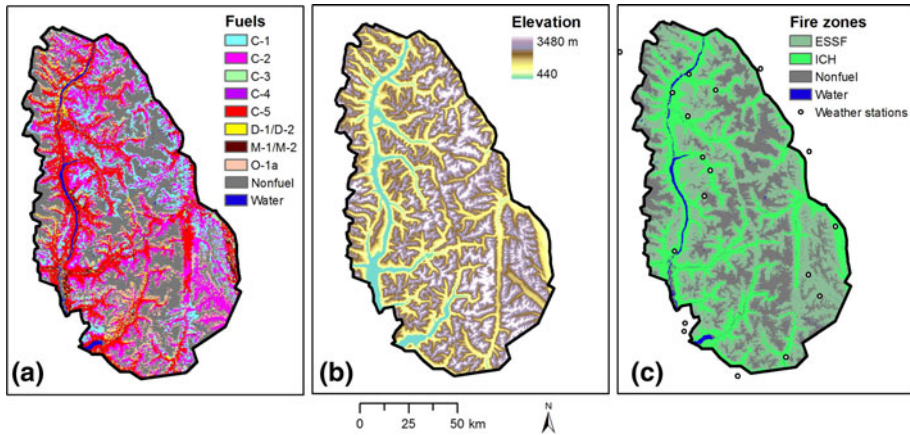 Fuels
C-1
C-2
C-3
C-4
C-5
D-1/D-2
M-1/M-2
O-1a
Nonfuel
Water
(a)
Elevation
3480 m
440
(b)
Fire zones
ESSF
ICH
Nonfuel
Water
Weather stations
(c)
0 25 50 km
N